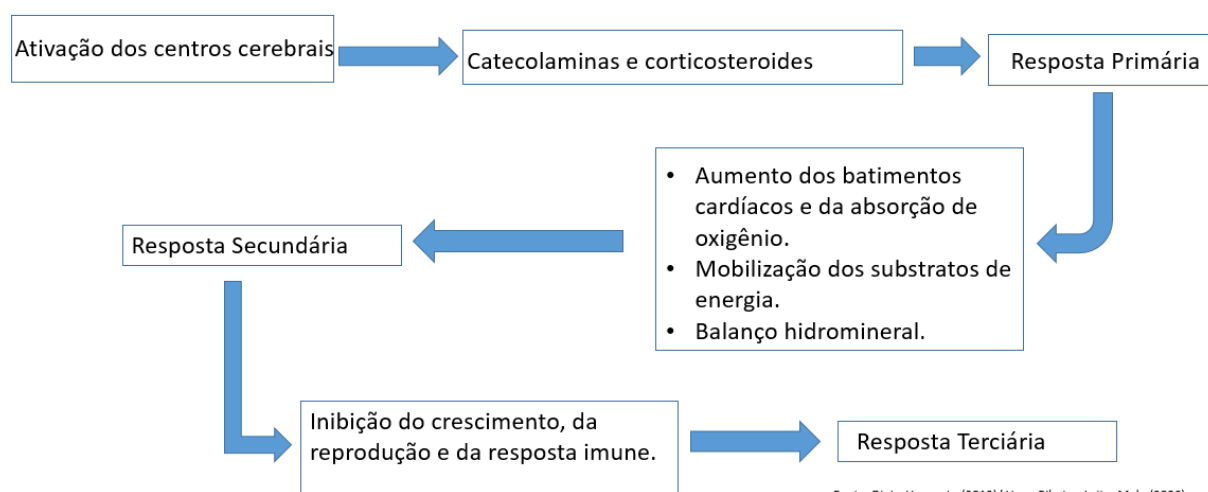 Ativação dos centros cerebrais
Catecolaminas e corticosteroides
Resposta Primária
• Aumento dos batimentos
cardíacos e da absorção de
oxigênio.
• Mobilização dos substratos de
energia.
• Balanço hidromineral.
Resposta Secundária
Inibição do crescimento, da
reprodução e da resposta imune.
Resposta Terciária